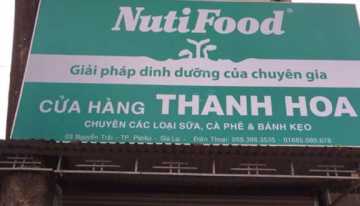 NutiFood®
Giải pháp dinh dưỡng của chuyên gia
CỬA HÀNG THANH HOA
CHUYÊN CÁC LOẠI SỮA, CÀ PHÊ & BÁNH KẸO
Nguyễn Trãi - TP. Pleiku - Gia Lai - Điện Thoại: